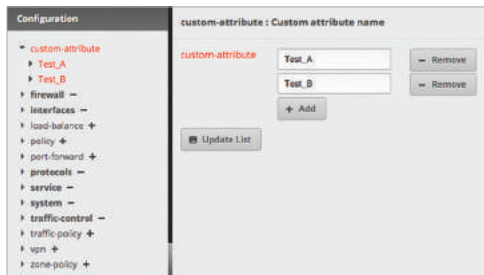 Configuration
custom-attribute
Test_A
Test_B
firewall −
interfaces −
load-balance +
policy +
port-forward +
protocols −
service −
system −
traffic-control −
traffic-policy +
vpn +
zone-policy +
custom-attribute : Custom attribute name
custom-attribute
Test_A
− Remove
Test_B
− Remove
+ Add
Update List